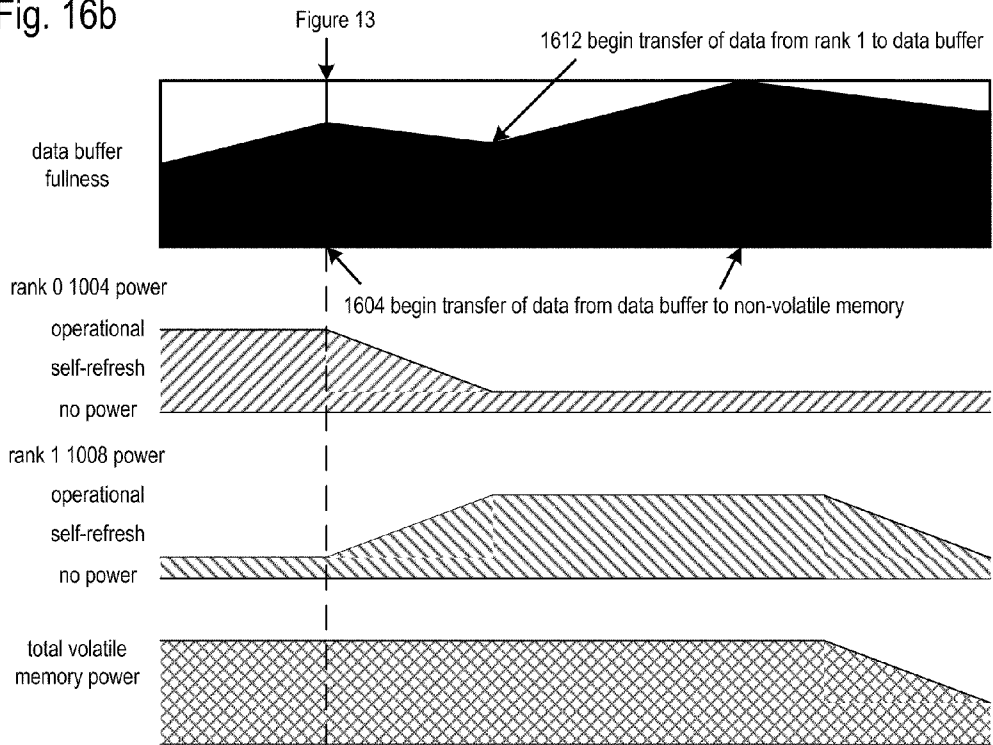 Fig. 16b
Figure 13
1612 begin transfer of data from rank 1 to data buffer
data buffer
fullness
1604 begin transfer of data from data buffer to non-volatile memory
rank 0 1004 power
operational
self-refresh
no power
rank 1 1008 power
operational
self-refresh
no power
total volatile
memory power